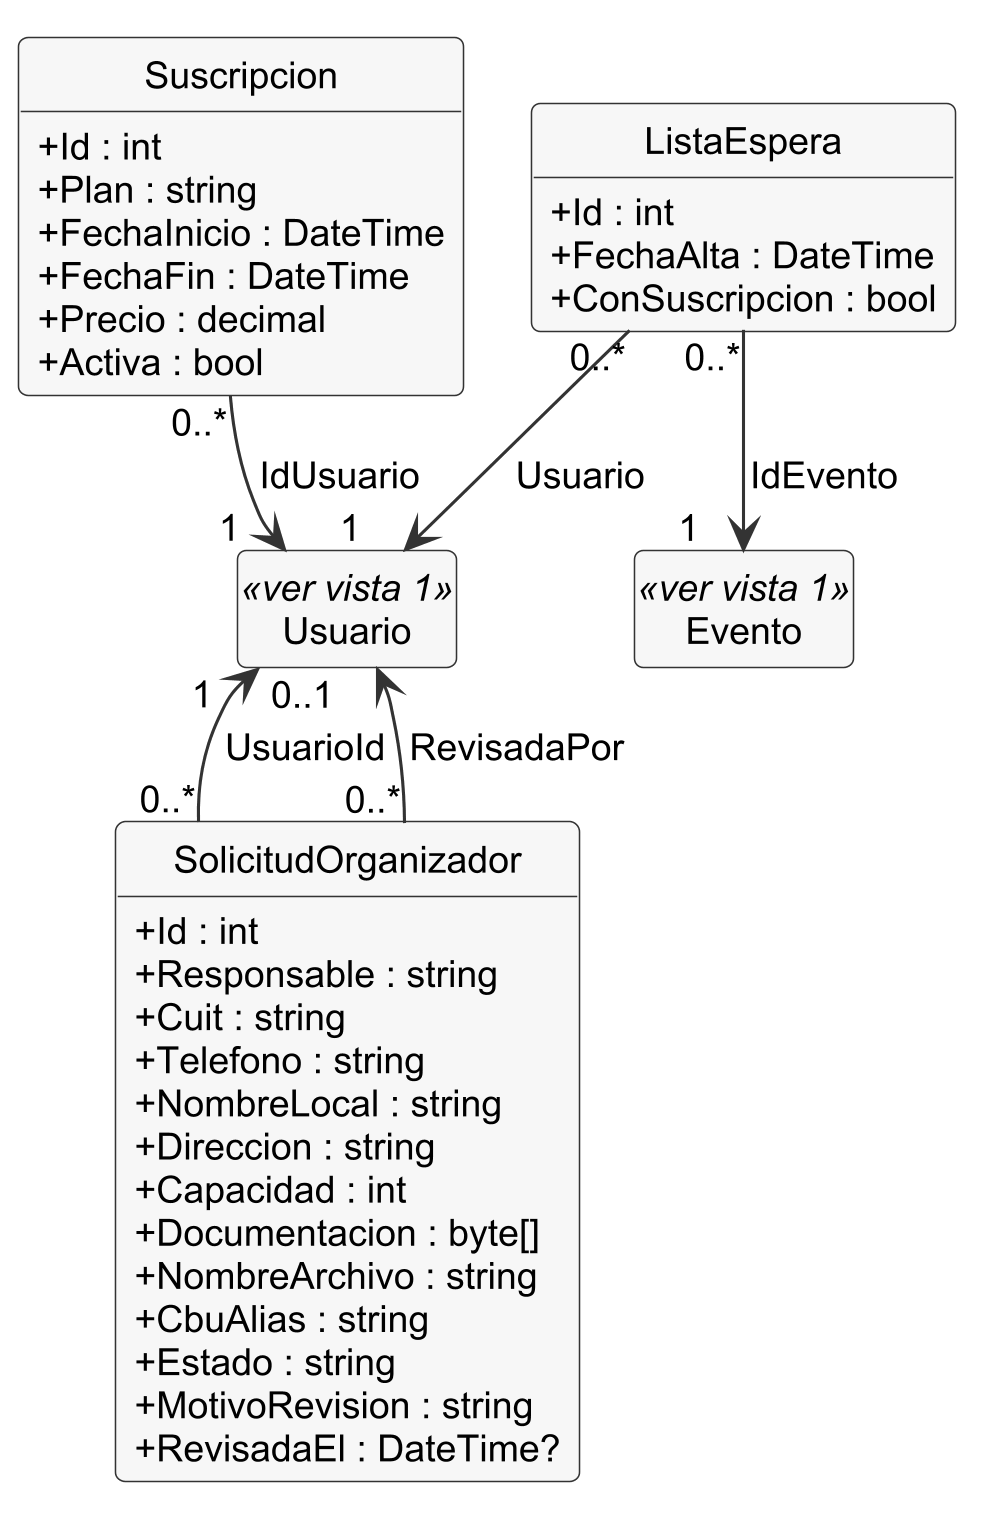 Suscripcion
+Id : int
+Plan : string
+FechaInicio : DateTime
+FechaFin : DateTime
+Precio : decimal
+Activa : bool
ListaEspera
+Id : int
+FechaAlta : DateTime
+ConSuscripcion : bool
0..*
0..*
0..*
IdUsuario
Usuario
IdEvento
1
1
1
«ver vista 1»
Usuario
«ver vista 1»
Evento
1
0..1
UsuarioId
RevisadaPor
0..*
0..*
SolicitudOrganizador
+Id : int
+Responsable : string
+Cuit : string
+Telefono : string
+NombreLocal : string
+Direccion : string
+Capacidad : int
+Documentacion : byte[]
+NombreArchivo : string
+CbuAlias : string
+Estado : string
+MotivoRevision : string
+RevisadaEl : DateTime?